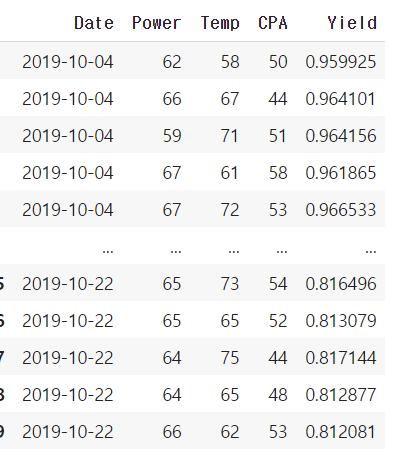 Date Power Temp CPA Yield
2019-10-04 62 58 50 0.959925
2019-10-04 66 67 44 0.964101
2019-10-04 59 71 51 0.964156
2019-10-04 67 61 58 0.961865
2019-10-04 67 72 53 0.966533
... ... ... ... ...
5 2019-10-22 65 73 54 0.816496
6 2019-10-22 65 65 52 0.813079
7 2019-10-22 64 75 44 0.817144
8 2019-10-22 64 65 48 0.812877
9 2019-10-22 66 62 53 0.812081